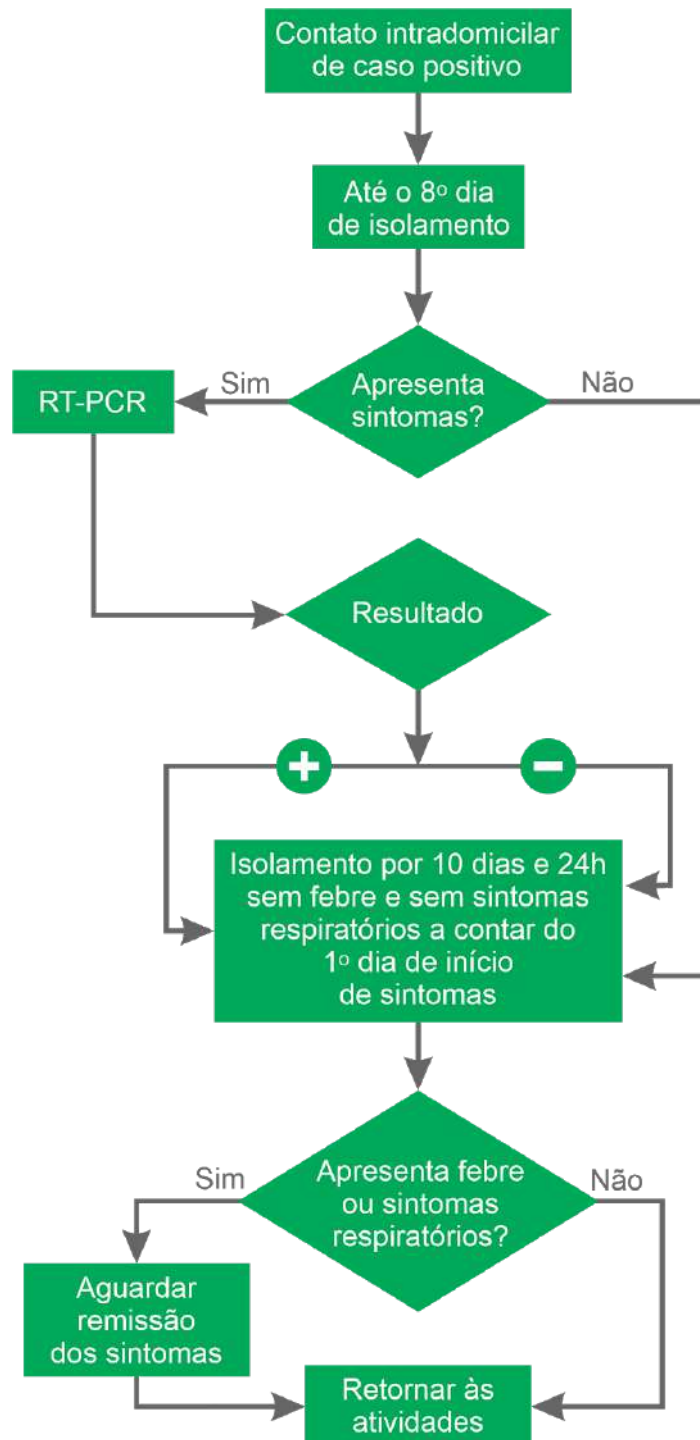 Contato intradomicilar
de caso positivo
Até o 8º dia
de isolamento
Apresenta
sintomas?
Sim
Não
RT-PCR
Resultado
+
−
Isolamento por 10 dias e 24h
sem febre e sem sintomas
respiratórios a contar do
1º dia de início
de sintomas
Apresenta febre
ou sintomas
respiratórios?
Sim
Não
Aguardar
remissão
dos sintomas
Retornar às
atividades